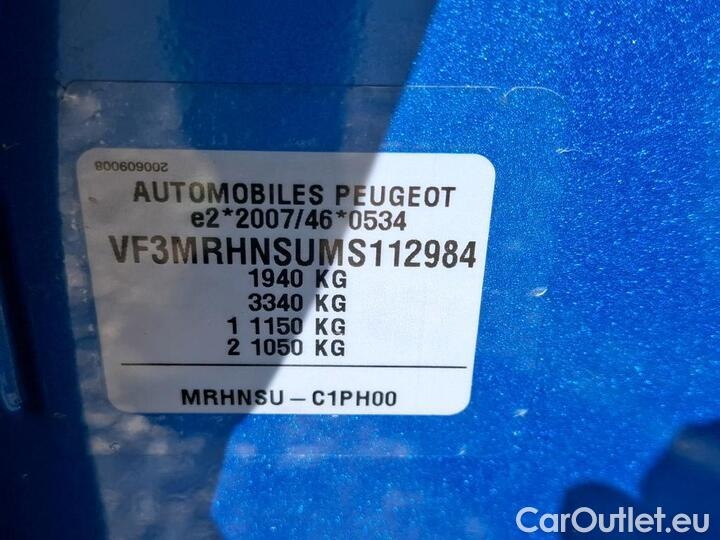 200609008
AUTOMOBILES PEUGEOT
e2*2007/46*0534
VF3MRHNSUMS112984
1940 KG
3340 KG
1 1150 KG
2 1050 KG
MRHNSU – C1PH00
CarOutlet.eu